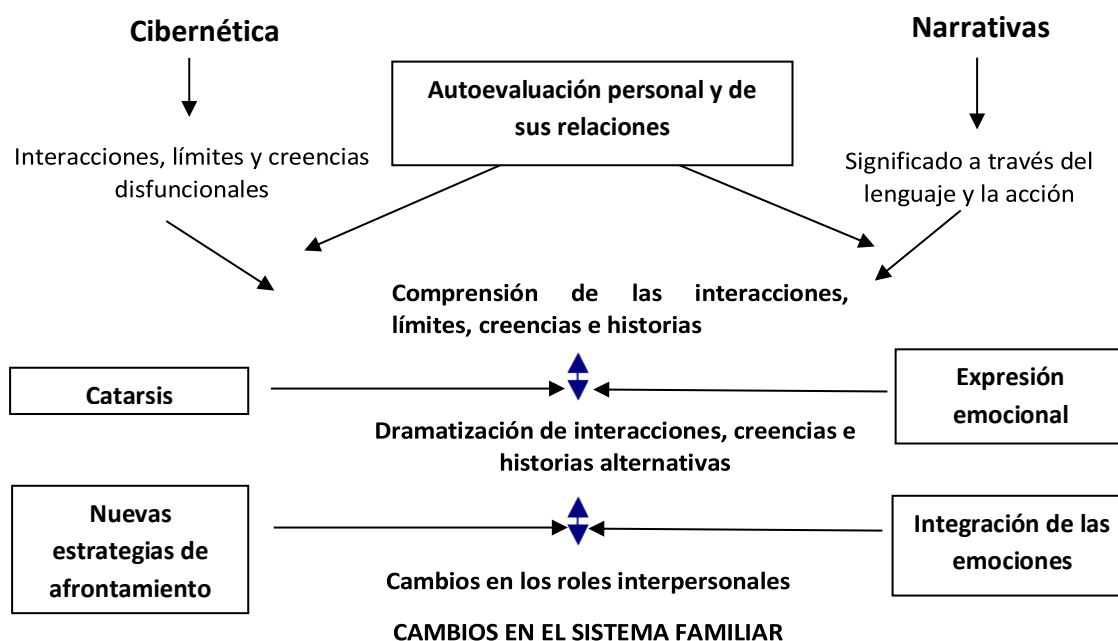 Cibernética
Narrativas
Autoevaluación personal y de
sus relaciones
Interacciones, límites y creencias
disfuncionales
Significado a través del
lenguaje y la acción
Comprensión de las interacciones,
límites, creencias e historias
Catarsis
Expresión
emocional
Dramatización de interacciones, creencias e
historias alternativas
Nuevas
estrategias de
afrontamiento
Integración de las
emociones
Cambios en los roles interpersonales
CAMBIOS EN EL SISTEMA FAMILIAR